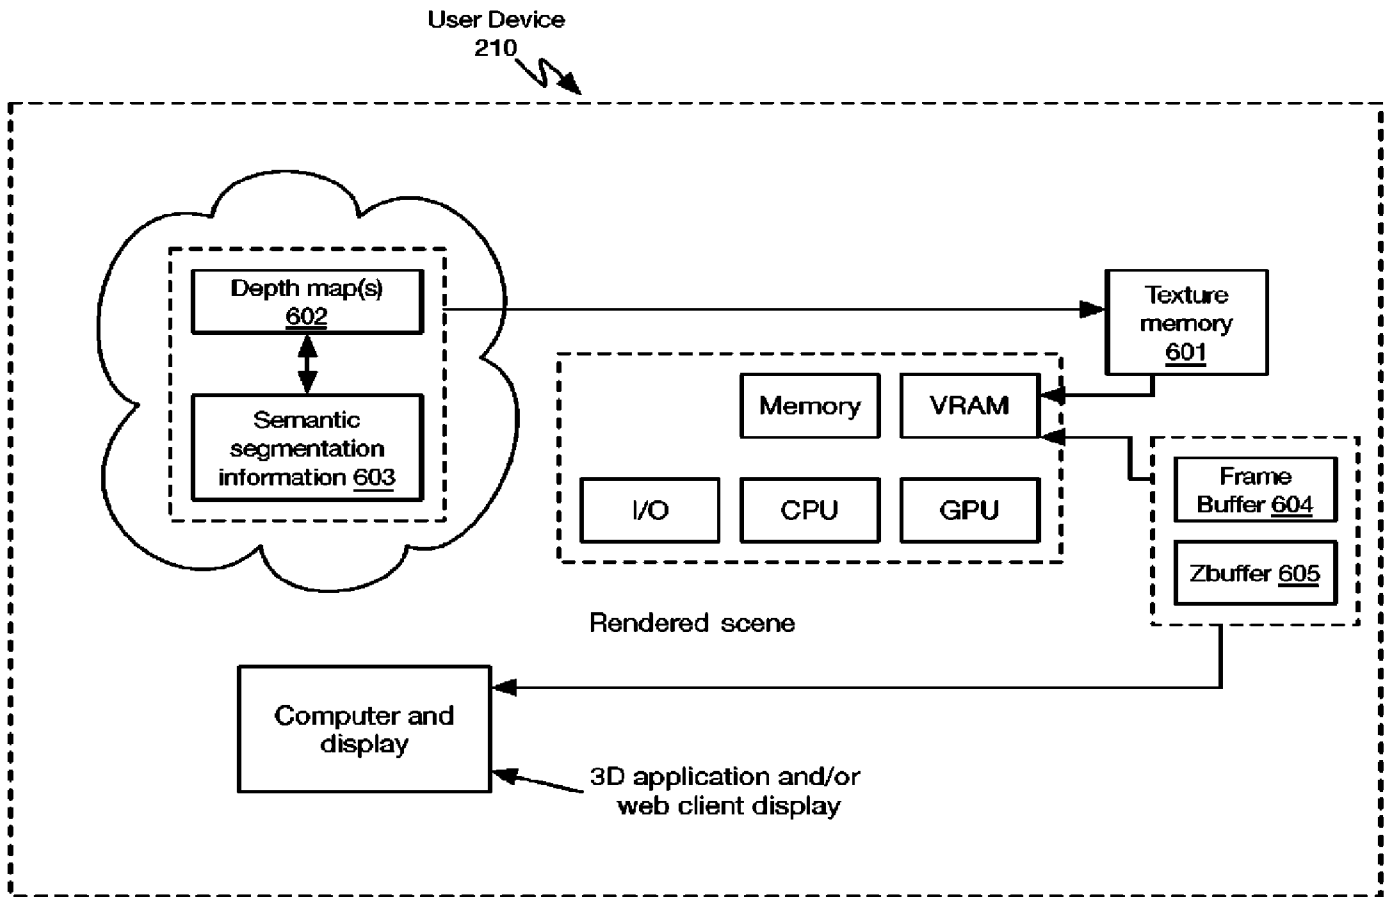 User Device
210
Depth map(s)
602
Semantic
segmentation
information 603
Texture
memory
601
Memory
VRAM
I/O
CPU
GPU
Frame
Buffer 604
Zbuffer 605
Rendered scene
Computer and
display
3D application and/or
web client display